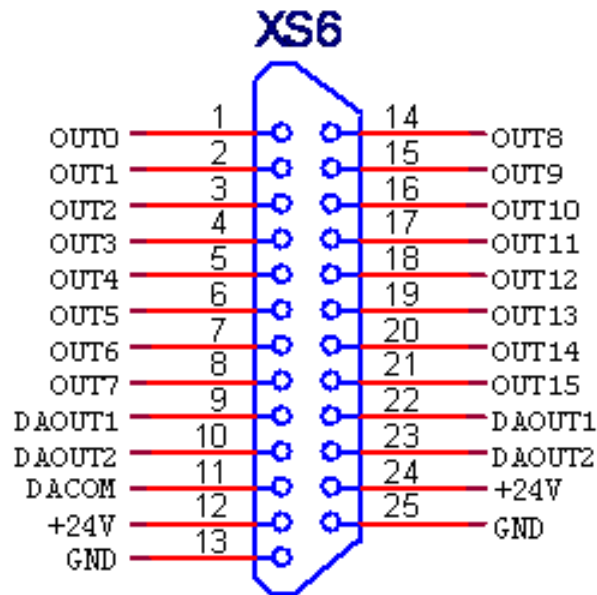 XS6
OUT0 1 14 OUT8
OUT1 2 15 OUT9
OUT2 3 16 OUT10
OUT3 4 17 OUT11
OUT4 5 18 OUT12
OUT5 6 19 OUT13
OUT6 7 20 OUT14
OUT7 8 21 OUT15
DAOUT1 9 22 DAOUT1
DAOUT2 10 23 DAOUT2
DACOM 11 24 +24V
+24V 12 25 GND
GND 13